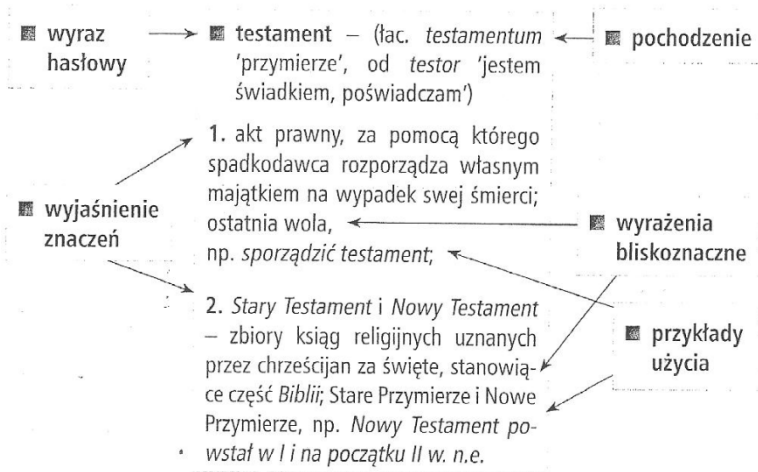 ■ wyraz
hasłowy
■ testament – (łac. testamentum
'przymierze', od testor 'jestem
świadkiem, poświadczam')
■ pochodzenie
1. akt prawny, za pomocą którego
spadkodawca rozporządza własnym
majątkiem na wypadek swej śmierci;
ostatnia wola,
np. sporządzić testament;
■ wyjaśnienie
znaczeń
■ wyrażenia
bliskoznaczne
2. Stary Testament i Nowy Testament
– zbiory ksiąg religijnych uznanych
przez chrześcijan za święte, stanowią-
ce część Biblii; Stare Przymierze i Nowe
Przymierze, np. Nowy Testament po-
wstał w I i na początku II w. n.e.
■ przykłady
użycia